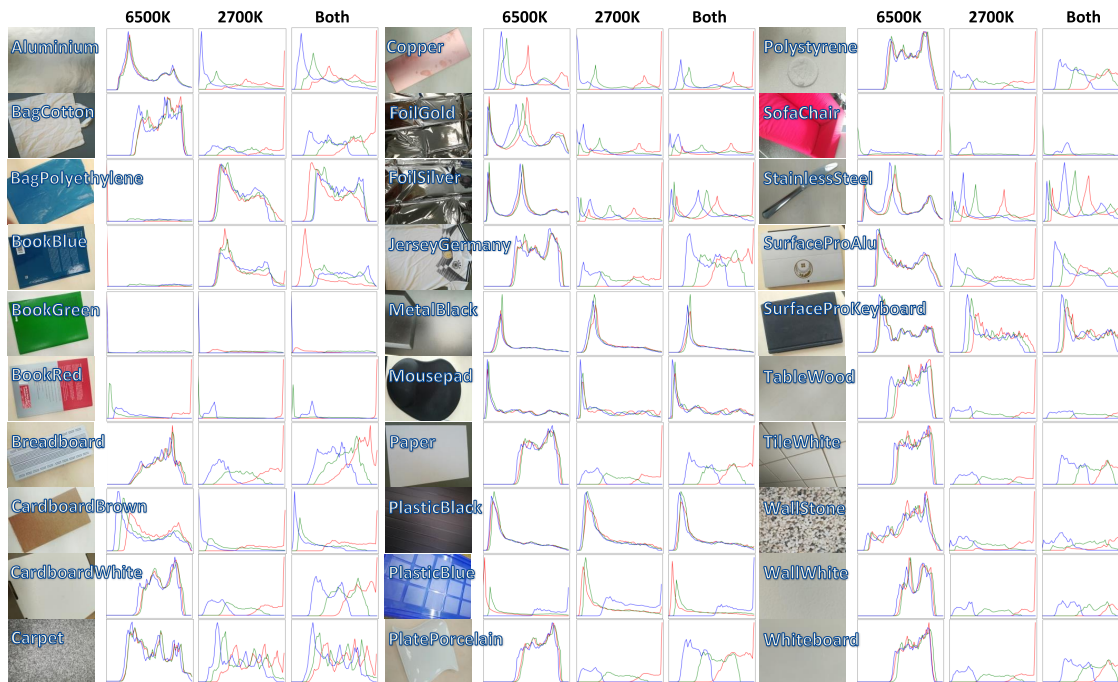 6500K 2700K Both 6500K 2700K Both 6500K 2700K Both
Aluminium Copper Polystyrene
BagCotton FoilGold SofaChair
BagPolyethylene FoilSilver StainlessSteel
BookBlue JerseyGermany SurfaceProAlu
BookGreen MetalBlack SurfaceProKeyboard
BookRed Mousepad TableWood
Breadboard Paper TileWhite
CardboardBrown PlasticBlack WallStone
CardboardWhite PlasticBlue WallWhite
Carpet PlatePorcelain Whiteboard